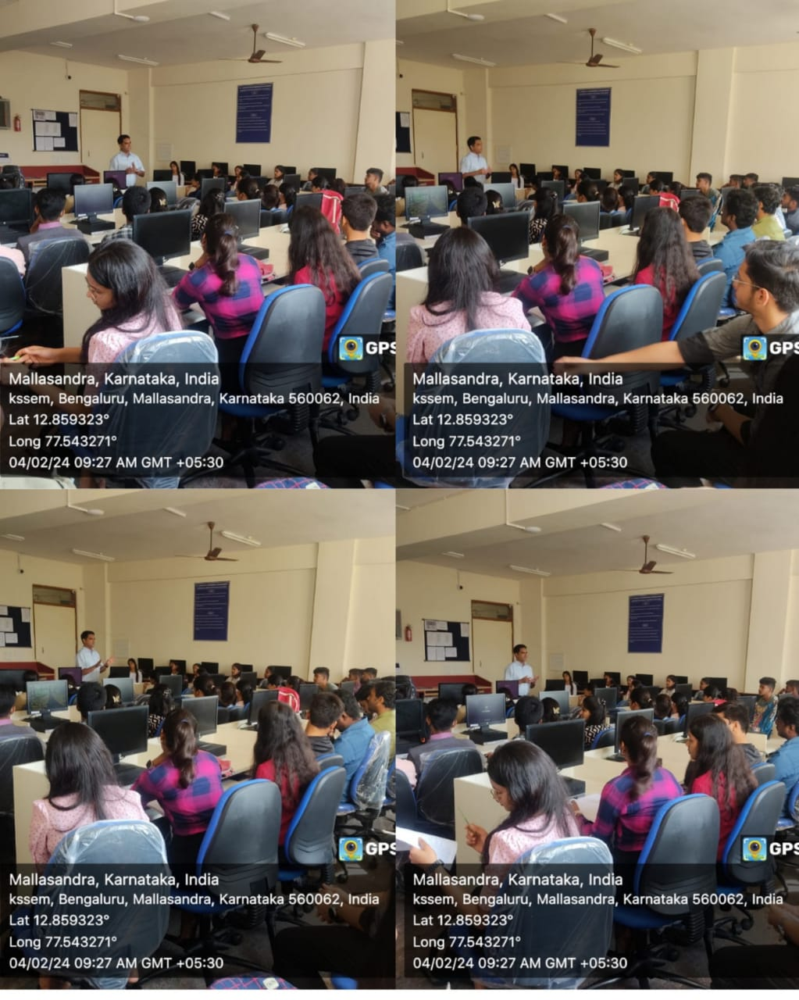 GPS
Mallasandra, Karnataka, India
kssem, Bengaluru, Mallasandra, Karnataka 560062, India
Lat 12.859323°
Long 77.543271°
04/02/24 09:27 AM GMT +05:30
GPS
Mallasandra, Karnataka, India
kssem, Bengaluru, Mallasandra, Karnataka 560062, India
Lat 12.859323°
Long 77.543271°
04/02/24 09:27 AM GMT +05:30
GPS
Mallasandra, Karnataka, India
kssem, Bengaluru, Mallasandra, Karnataka 560062, India
Lat 12.859323°
Long 77.543271°
04/02/24 09:27 AM GMT +05:30
GPS
Mallasandra, Karnataka, India
kssem, Bengaluru, Mallasandra, Karnataka 560062, India
Lat 12.859323°
Long 77.543271°
04/02/24 09:27 AM GMT +05:30